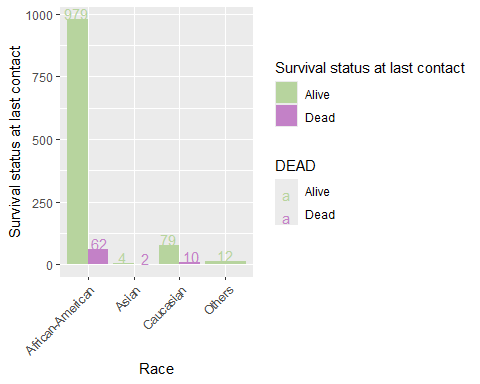 Survival status at last contact
1000
750
500
250
0
979
62
4
2
79
10
12
African-American
Asian
Caucasian
Others
Race
Survival status at last contact
Alive
Dead
DEAD
a Alive
a Dead